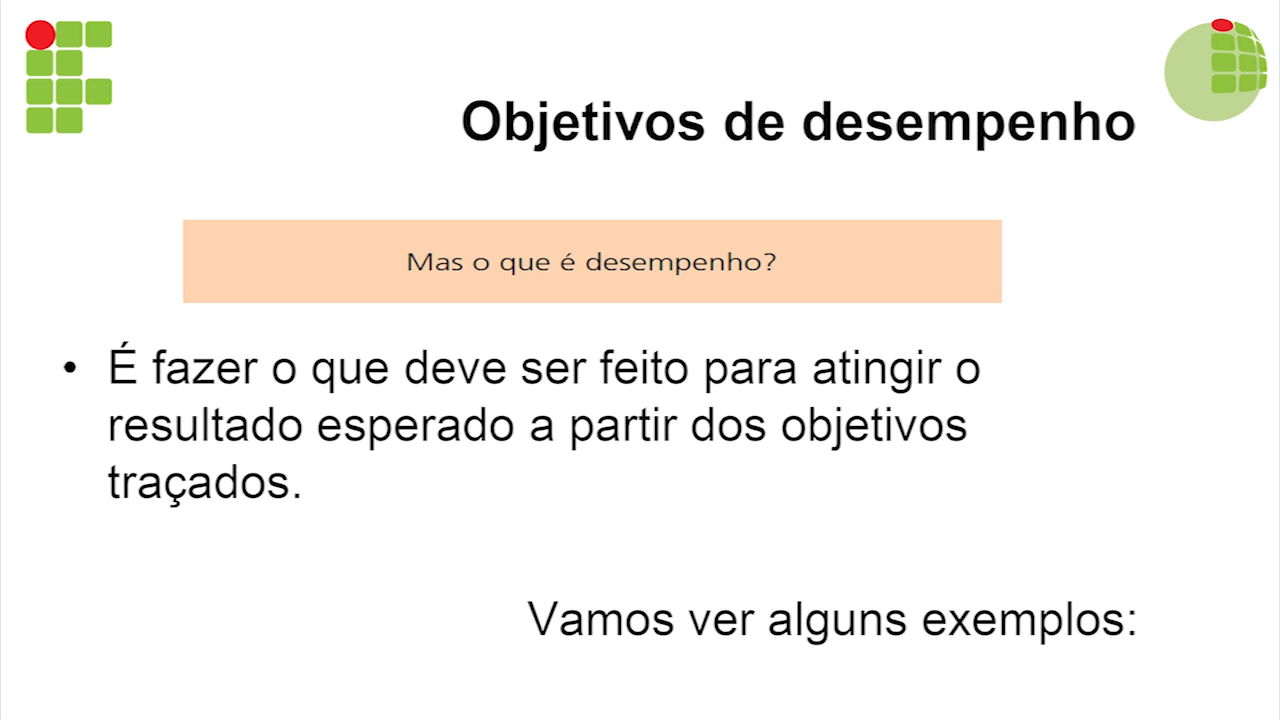 Objetivos de desempenho
Mas o que é desempenho?
• É fazer o que deve ser feito para atingir o
resultado esperado a partir dos objetivos
traçados.
Vamos ver alguns exemplos: